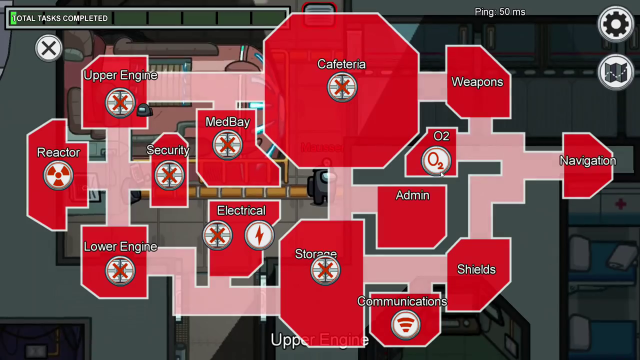 TOTAL TASKS COMPLETED
Ping: 50 ms
Cafeteria
Upper Engine
Weapons
MedBay
O2
Reactor
Security
O2
Navigation
Admin
Electrical
Lower Engine
Storage
Shields
Communications
Upper Engine